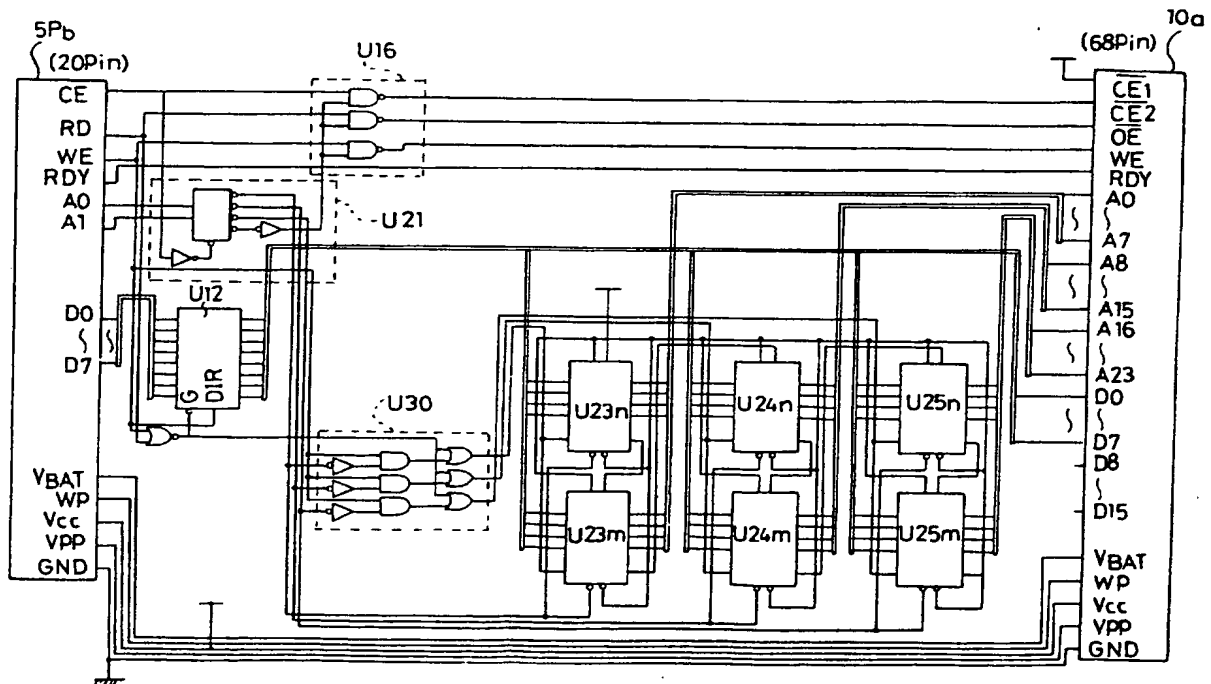 5Pb
(20Pin)
CE
RD
WE
RDY
A0
A1
D0
D7
VBAT
WP
Vcc
VPP
GND
U16
U21
U12
G
DIR
U30
U23n
U24n
U25n
U23m
U24m
U25m
10a
(68Pin)
CE1
CE2
OE
WE
RDY
A0
A7
A8
A15
A16
A23
D0
D7
D8
D15
VBAT
WP
Vcc
VPP
GND